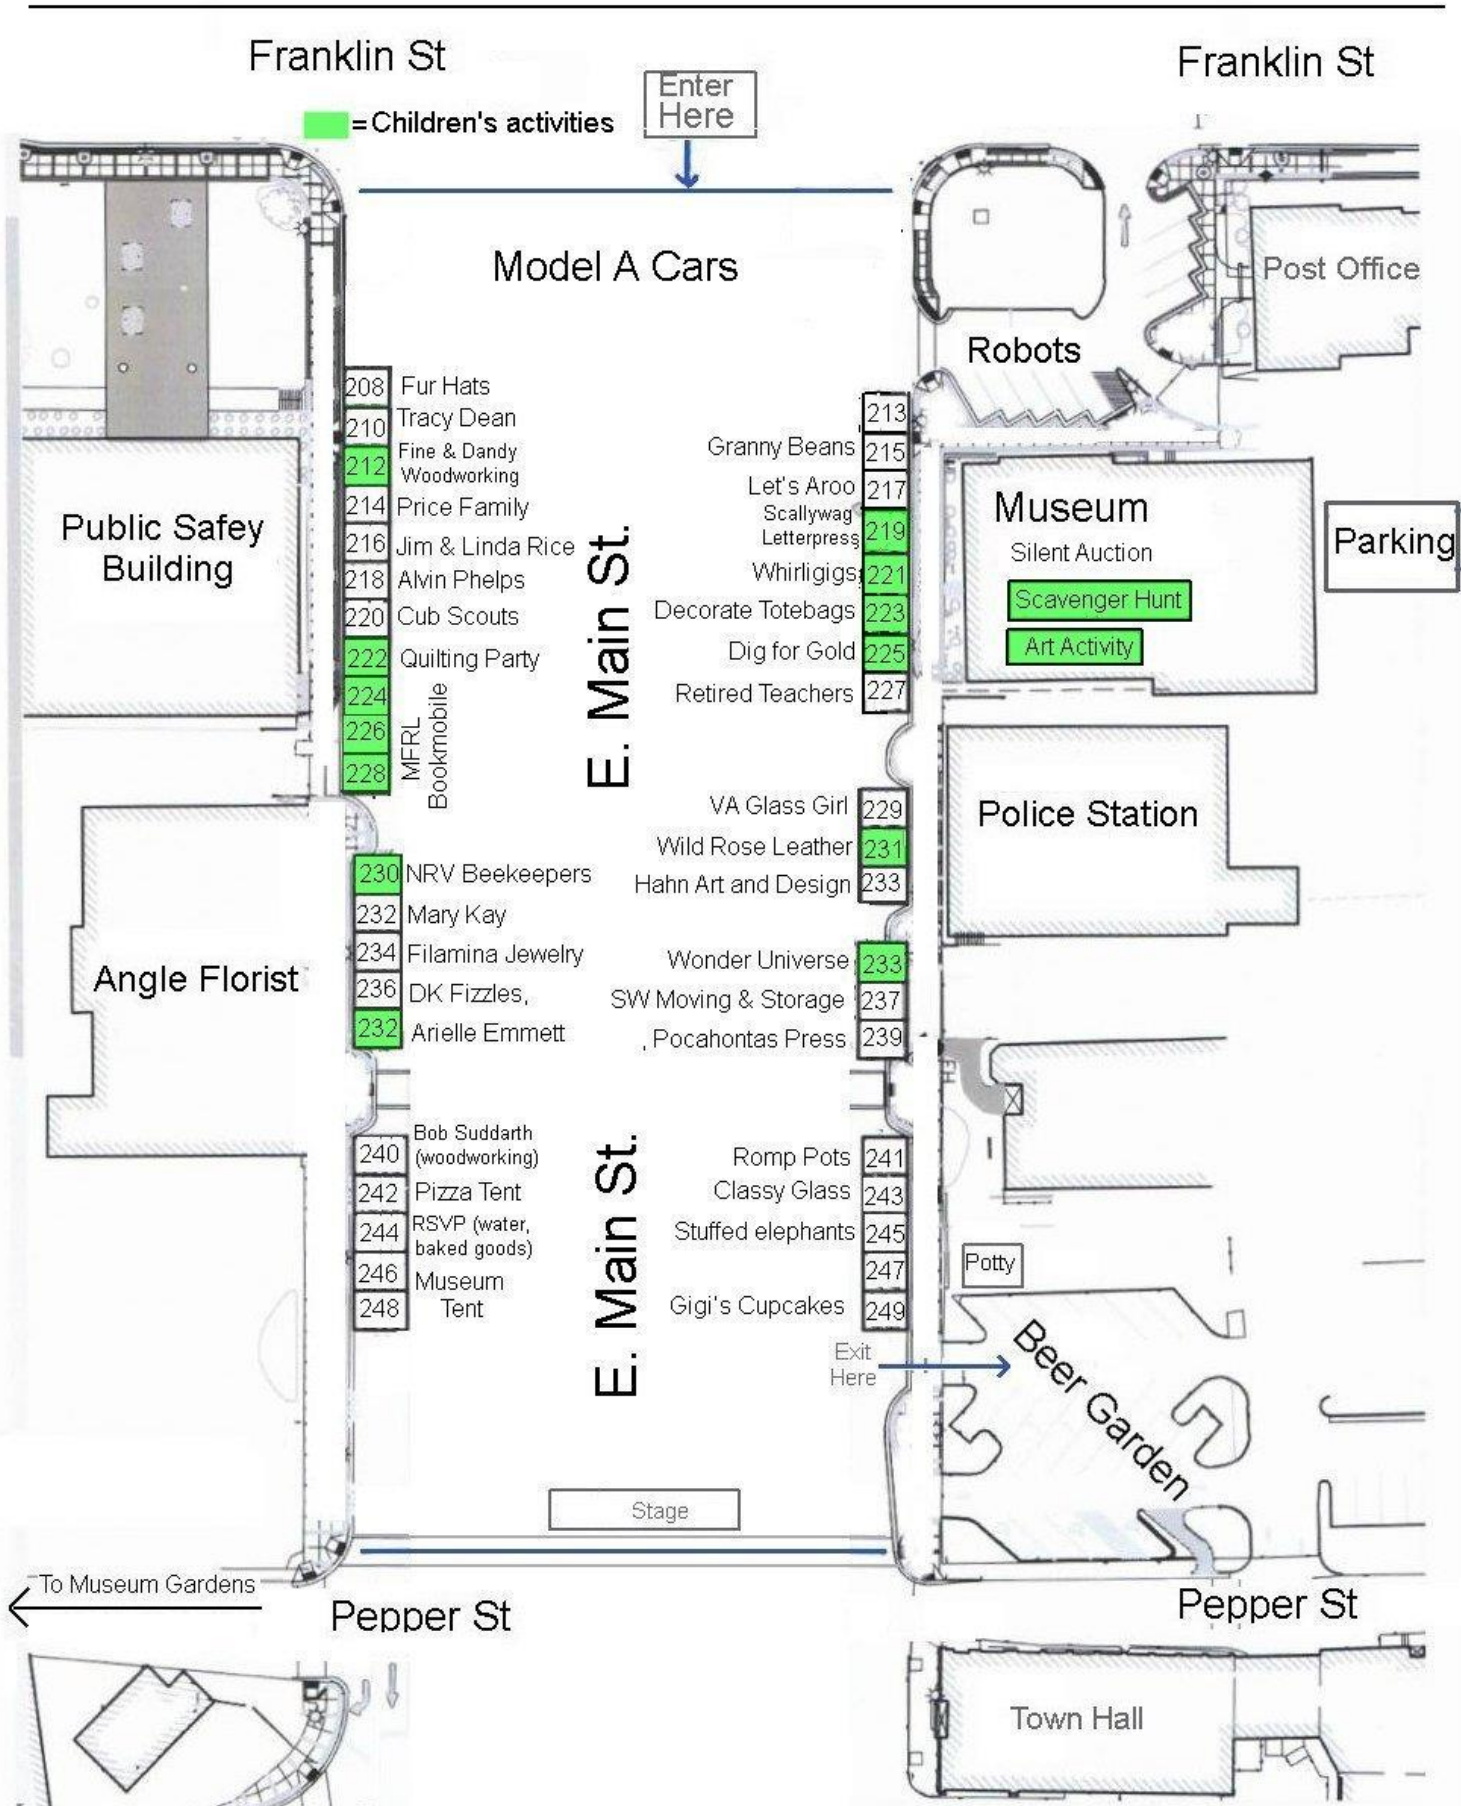 Franklin St
Franklin St
Enter
Here
=Children's activities
Model A Cars
Post Office
Robots
208 Fur Hats
210 Tracy Dean
212 Fine & Dandy
Woodworking
214 Price Family
216 Jim & Linda Rice
218 Alvin Phelps
220 Cub Scouts
222 Quilting Party
224
226
228
MFRL
Bookmobile
Public Safey
Building
E. Main St.
213
Granny Beans 215
Let's Aroo 217
Scallywag
Letterpress 219
Whirligigs 221
Decorate Totebags 223
Dig for Gold 225
Retired Teachers 227
Museum
Silent Auction
Scavenger Hunt
Art Activity
Parking
VA Glass Girl 229
Wild Rose Leather 231
Hahn Art and Design 233
Police Station
230 NRV Beekeepers
232 Mary Kay
234 Filamina Jewelry
236 DK Fizzles,
232 Arielle Emmett
Angle Florist
Wonder Universe 233
SW Moving & Storage 237
, Pocahontas Press 239
240 Bob Suddarth
(woodworking)
242 Pizza Tent
244 RSVP (water,
baked goods)
246 Museum
248 Tent
E. Main St.
Romp Pots 241
Classy Glass 243
Stuffed elephants 245
247
Gigi's Cupcakes 249
Potty
Exit
Here
Beer Garden
Stage
To Museum Gardens
Pepper St
Pepper St
Town Hall